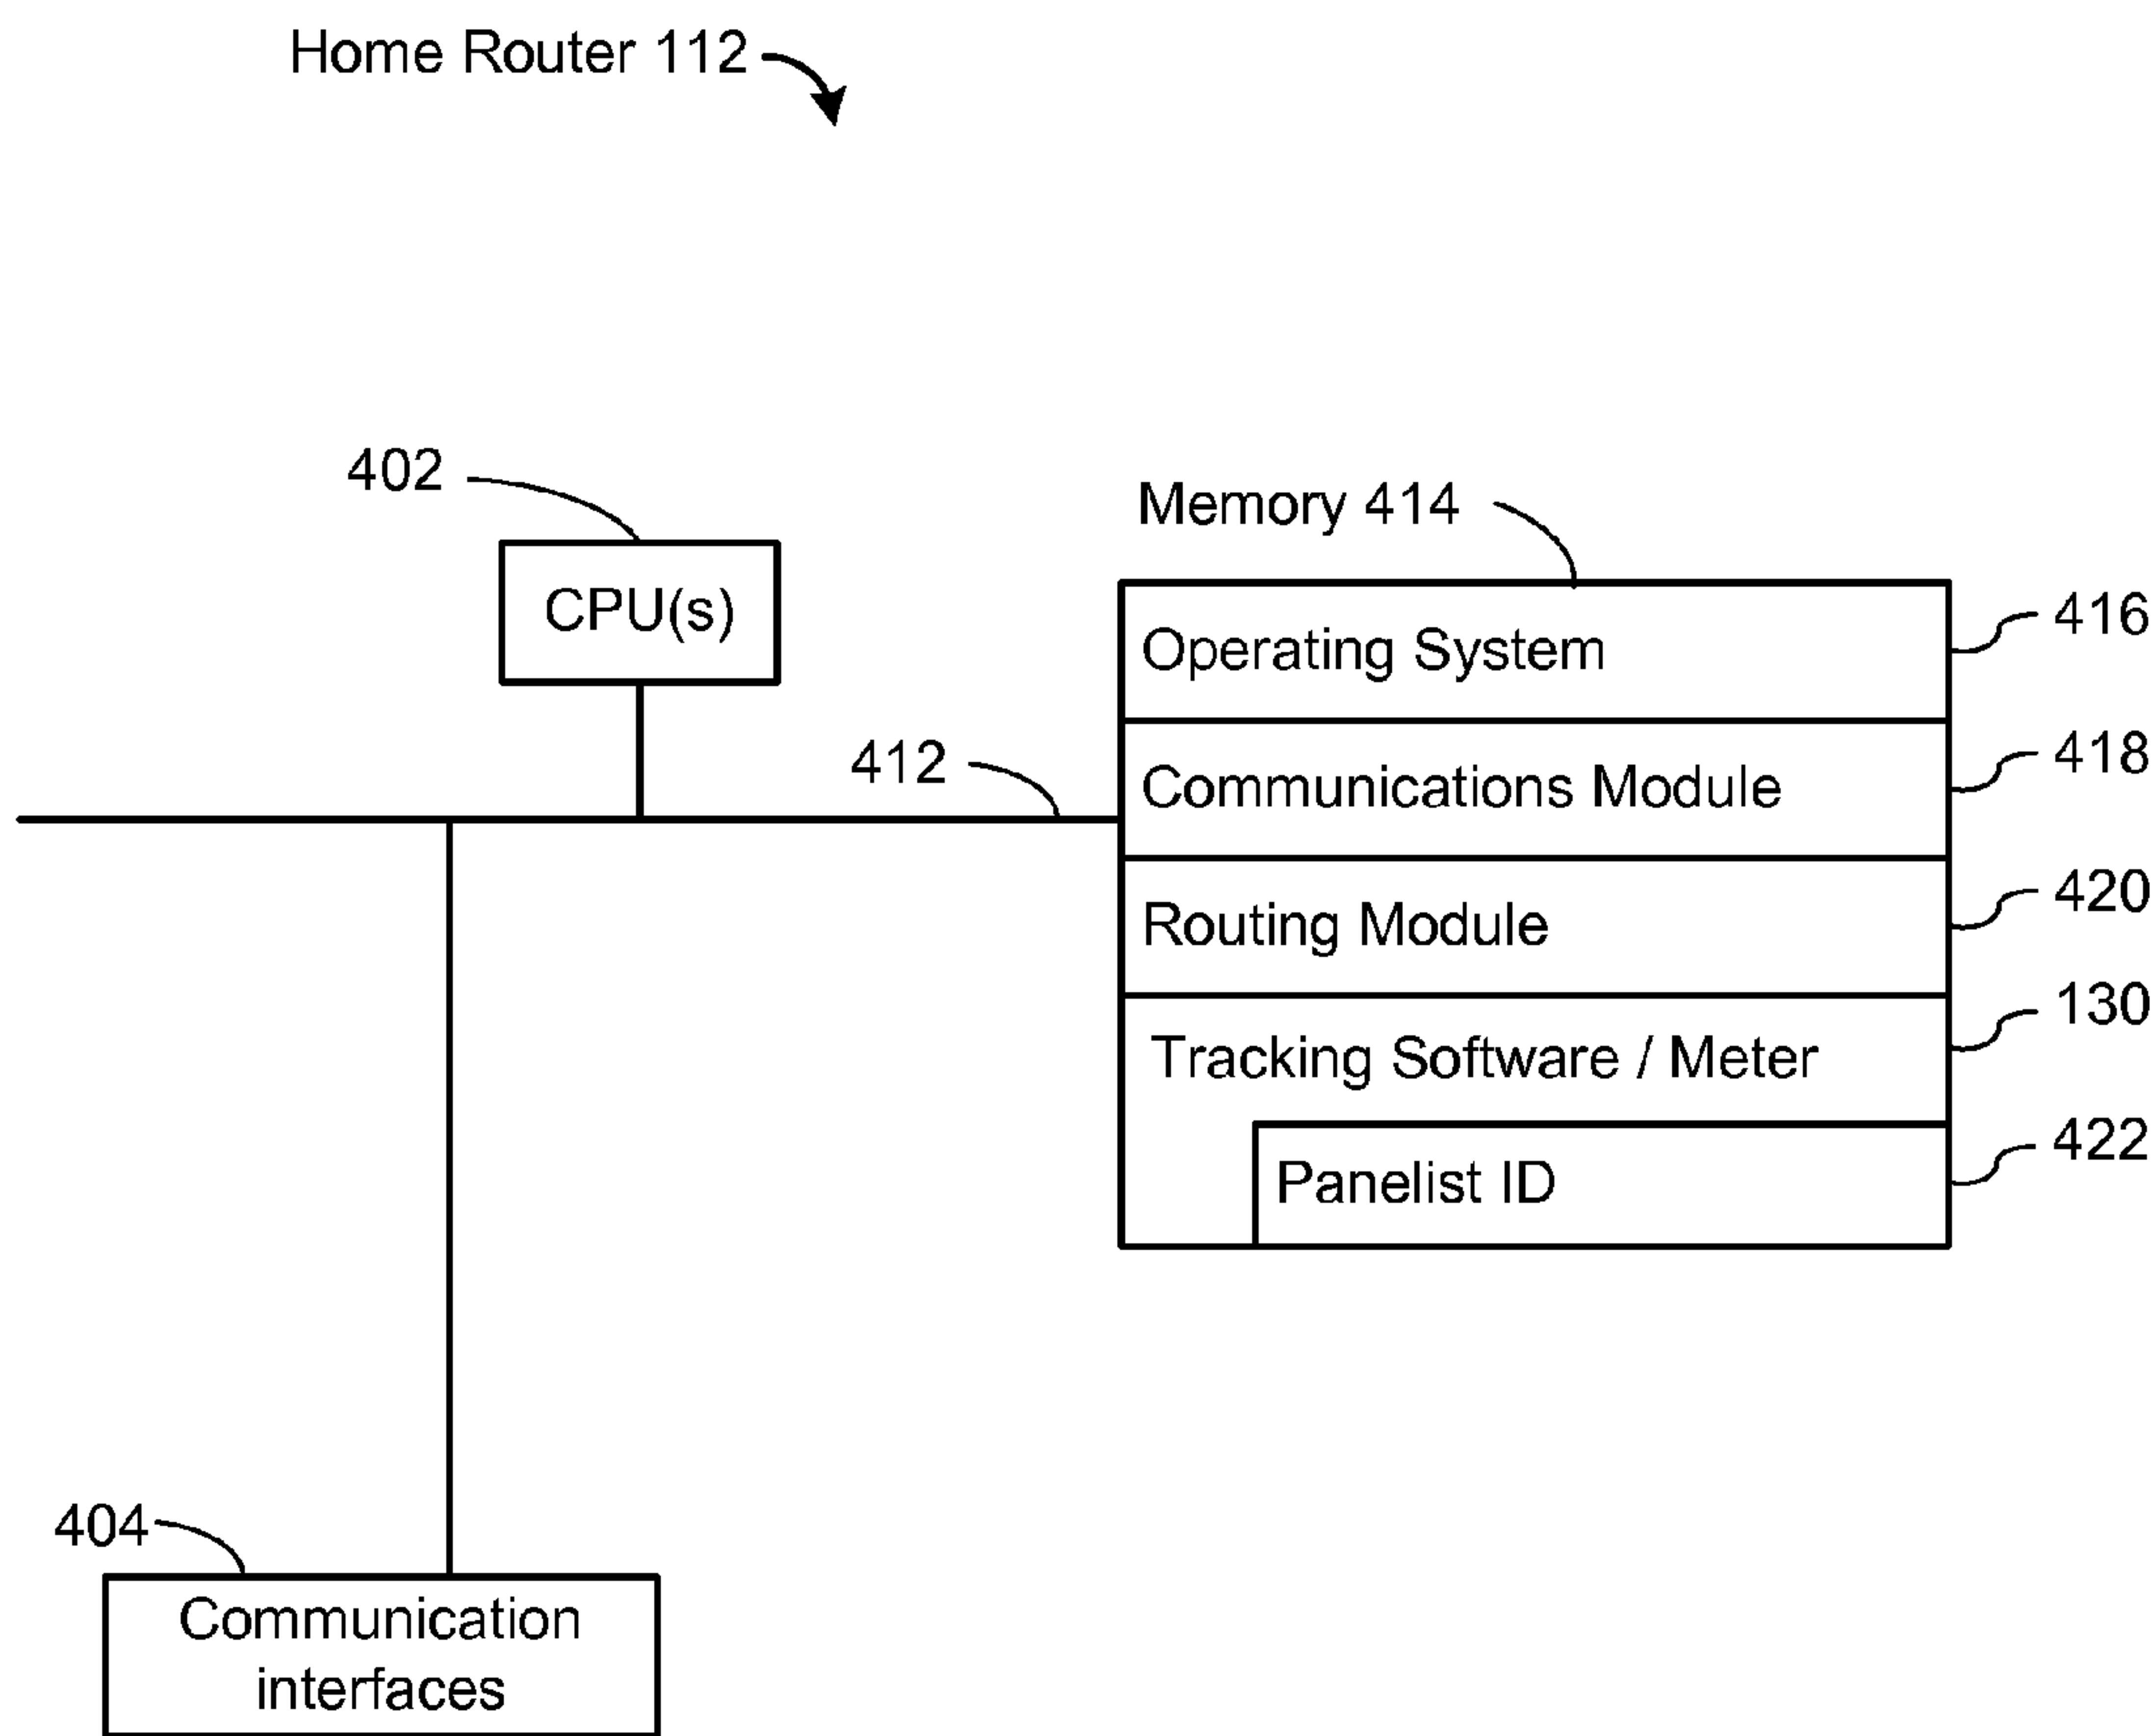 Home Router 112
402
CPU(s)
Memory 414
Operating System
416
412
Communications Module
418
Routing Module
420
Tracking Software / Meter
130
Panelist ID
422
404
Communication
interfaces